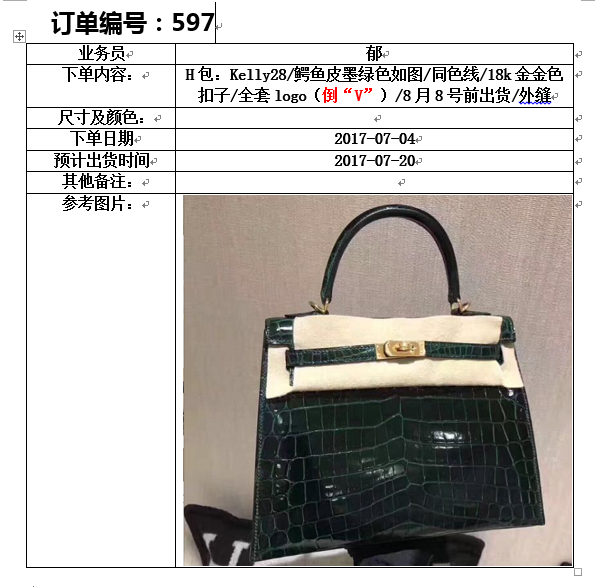 订单编号：597
业务员
郁
下单内容：
H包：Kelly28/鳄鱼皮墨绿色如图/同色线/18k金金色
扣子/全套logo（倒“V”）/8月8号前出货/外缝
尺寸及颜色：
下单日期
2017-07-04
预计出货时间
2017-07-20
其他备注：
参考图片：